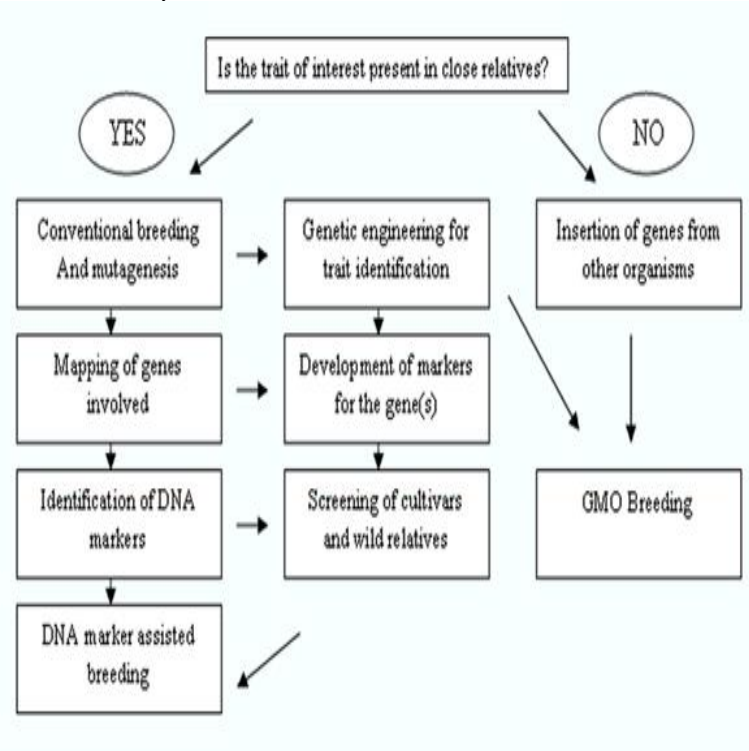 Is the trait of interest present in close relatives?
YES
NO
Conventional breeding
And mutagenesis
Genetic engineering for
trait identification
Insertion of genes from
other organisms
Mapping of genes
involved
Development of markers
for the gene(s)
Identification of DNA
markers
Screening of cultivars
and wild relatives
GMO Breeding
DNA marker assisted
breeding